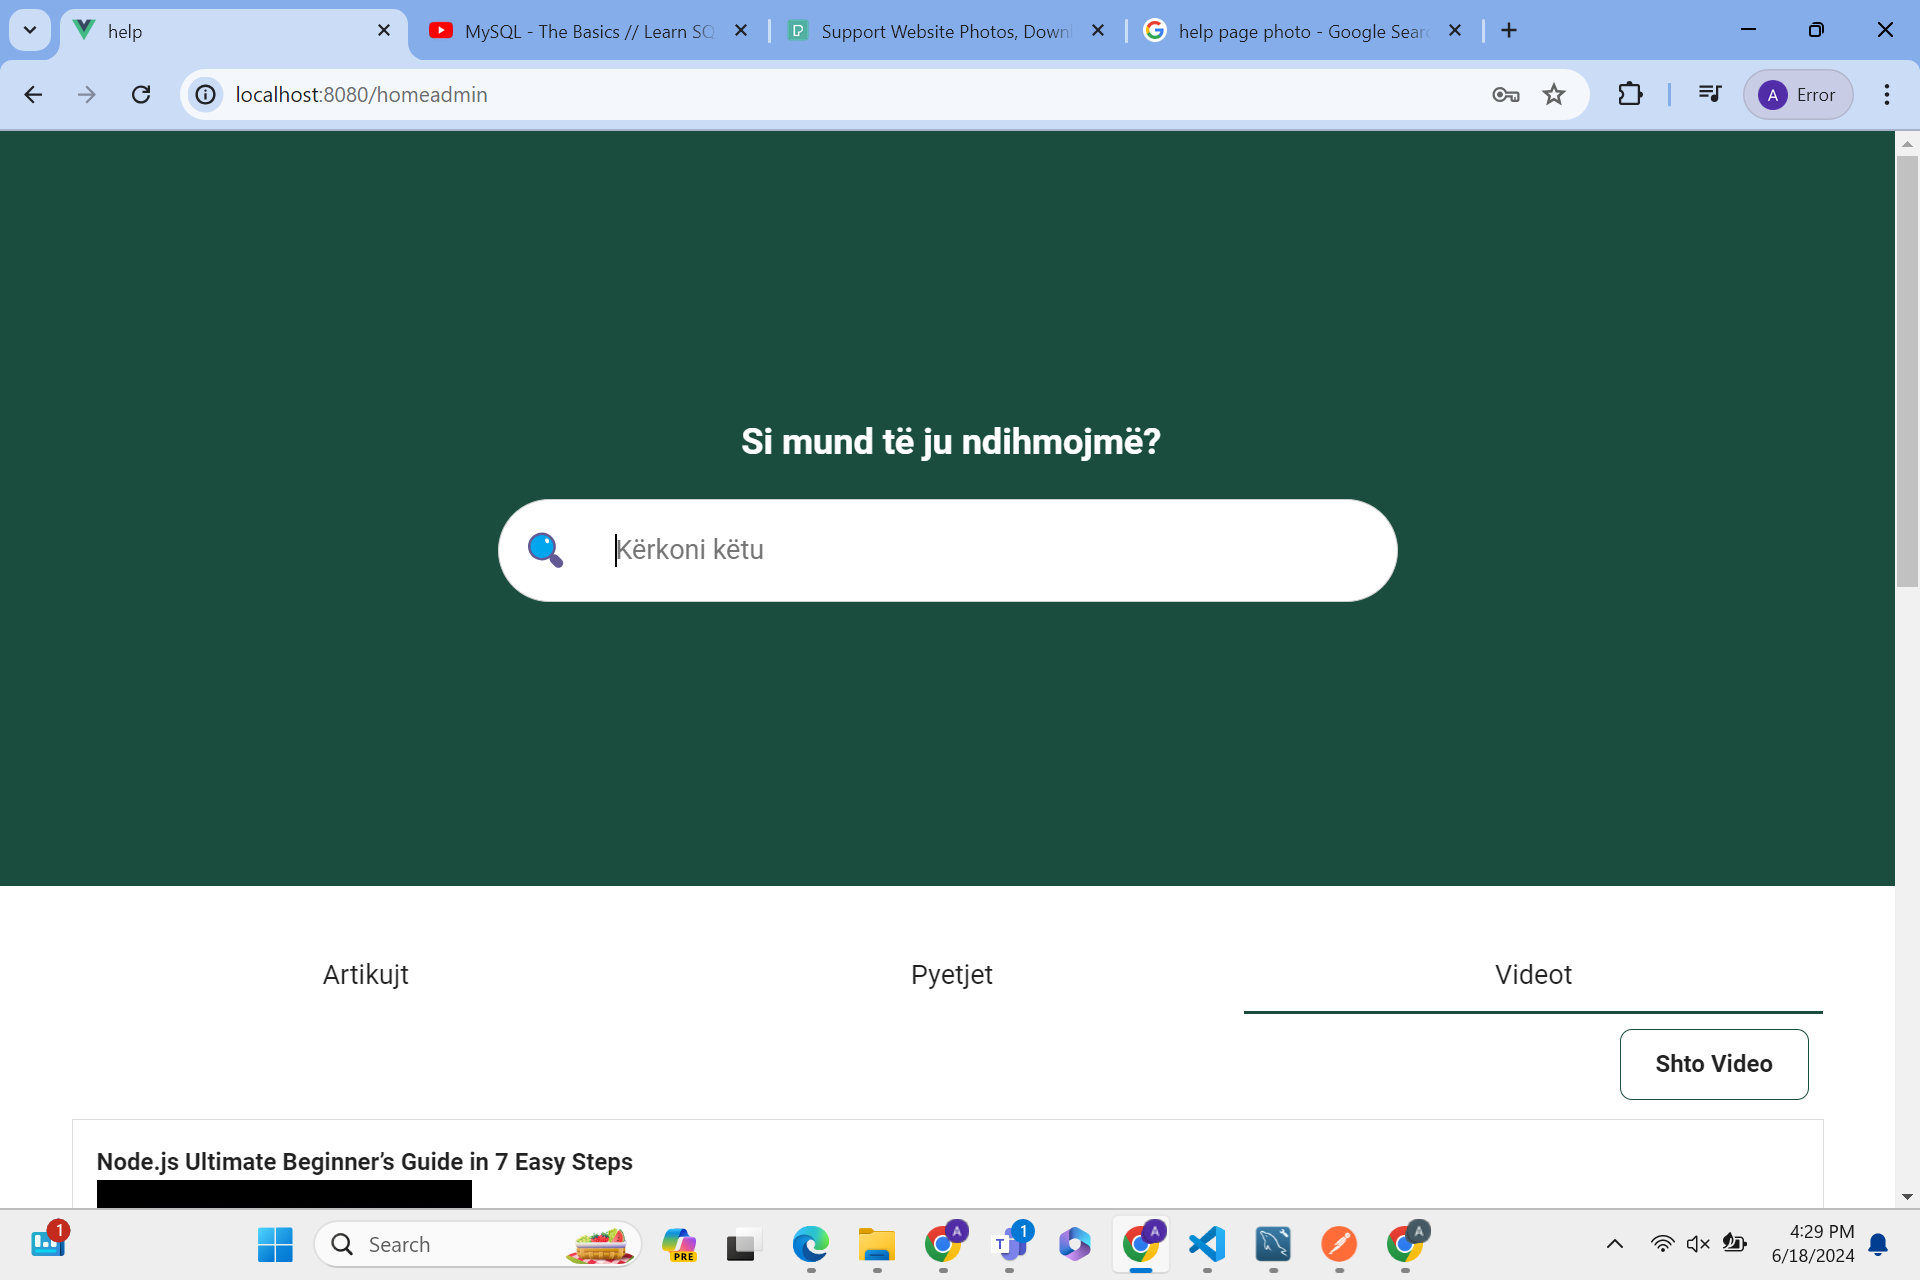 help
MySQL - The Basics // Learn SQ
Support Website Photos, Down
help page photo - Google Sear
localhost:8080/homeadmin
A
Error
Si mund të ju ndihmojmë?
Kërkoni këtu
Artikujt
Pyetjet
Videot
Shto Video
Node.js Ultimate Beginner’s Guide in 7 Easy Steps
1
Search
PRE
A
T
1
A
A
4:29 PM
6/18/2024